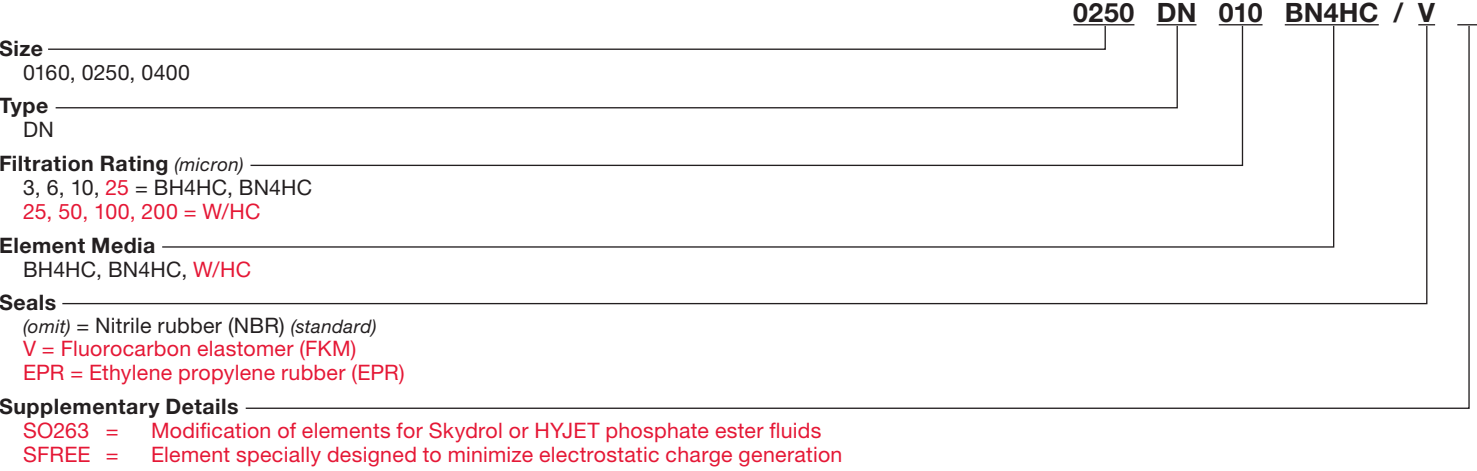 0250 DN 010 BN4HC / V
Size
0160, 0250, 0400
Type
DN
Filtration Rating (micron)
3, 6, 10, 25 = BH4HC, BN4HC
25, 50, 100, 200 = W/HC
Element Media
BH4HC, BN4HC, W/HC
Seals
(omit) = Nitrile rubber (NBR) (standard)
V = Fluorocarbon elastomer (FKM)
EPR = Ethylene propylene rubber (EPR)
Supplementary Details
SO263 = Modification of elements for Skydrol or HYJET phosphate ester fluids
SFREE = Element specially designed to minimize electrostatic charge generation